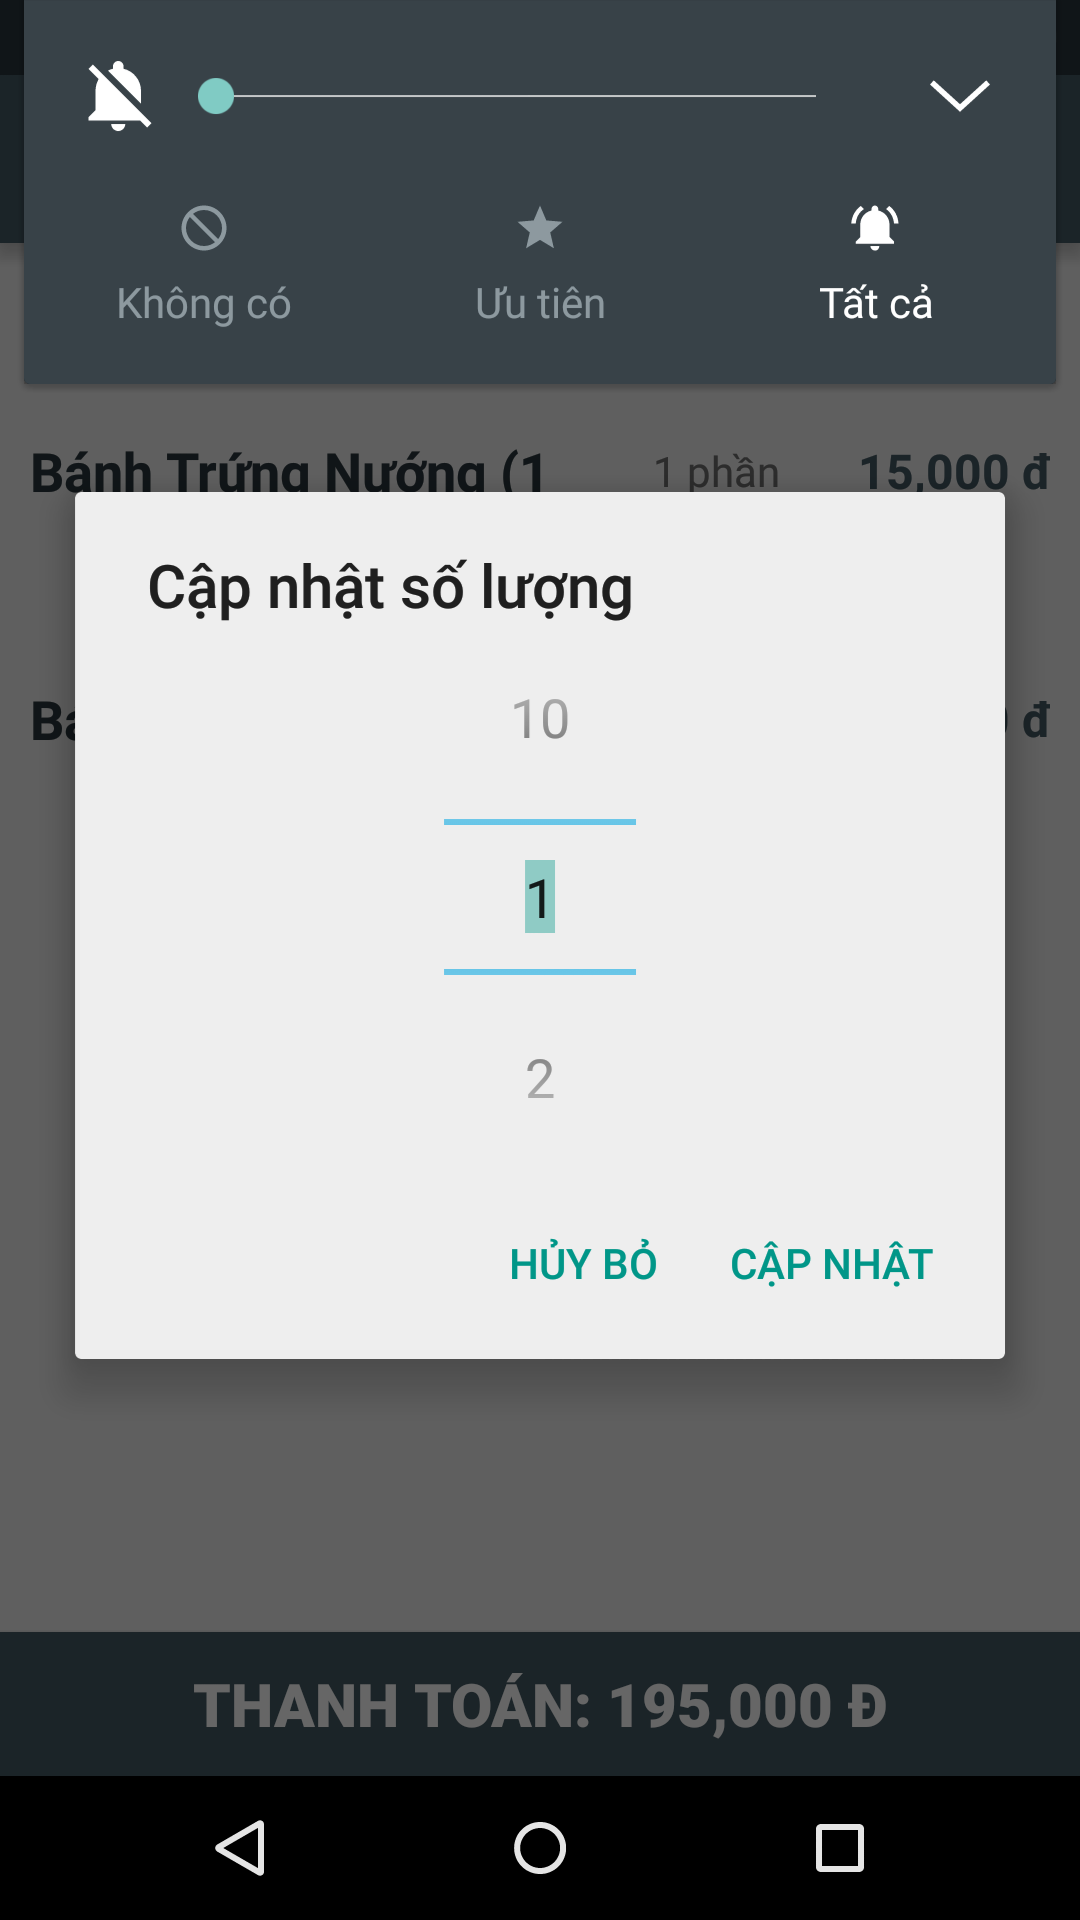 Không có
Ưu tiên
Tất cả
Bánh Trứng Nướng (1
1 phần
15,000 đ
Cập nhật số lượng
10
đ
1
2
HỦY BỎ
CẬP NHẬT
THANH TOÁN: 195,000 Đ